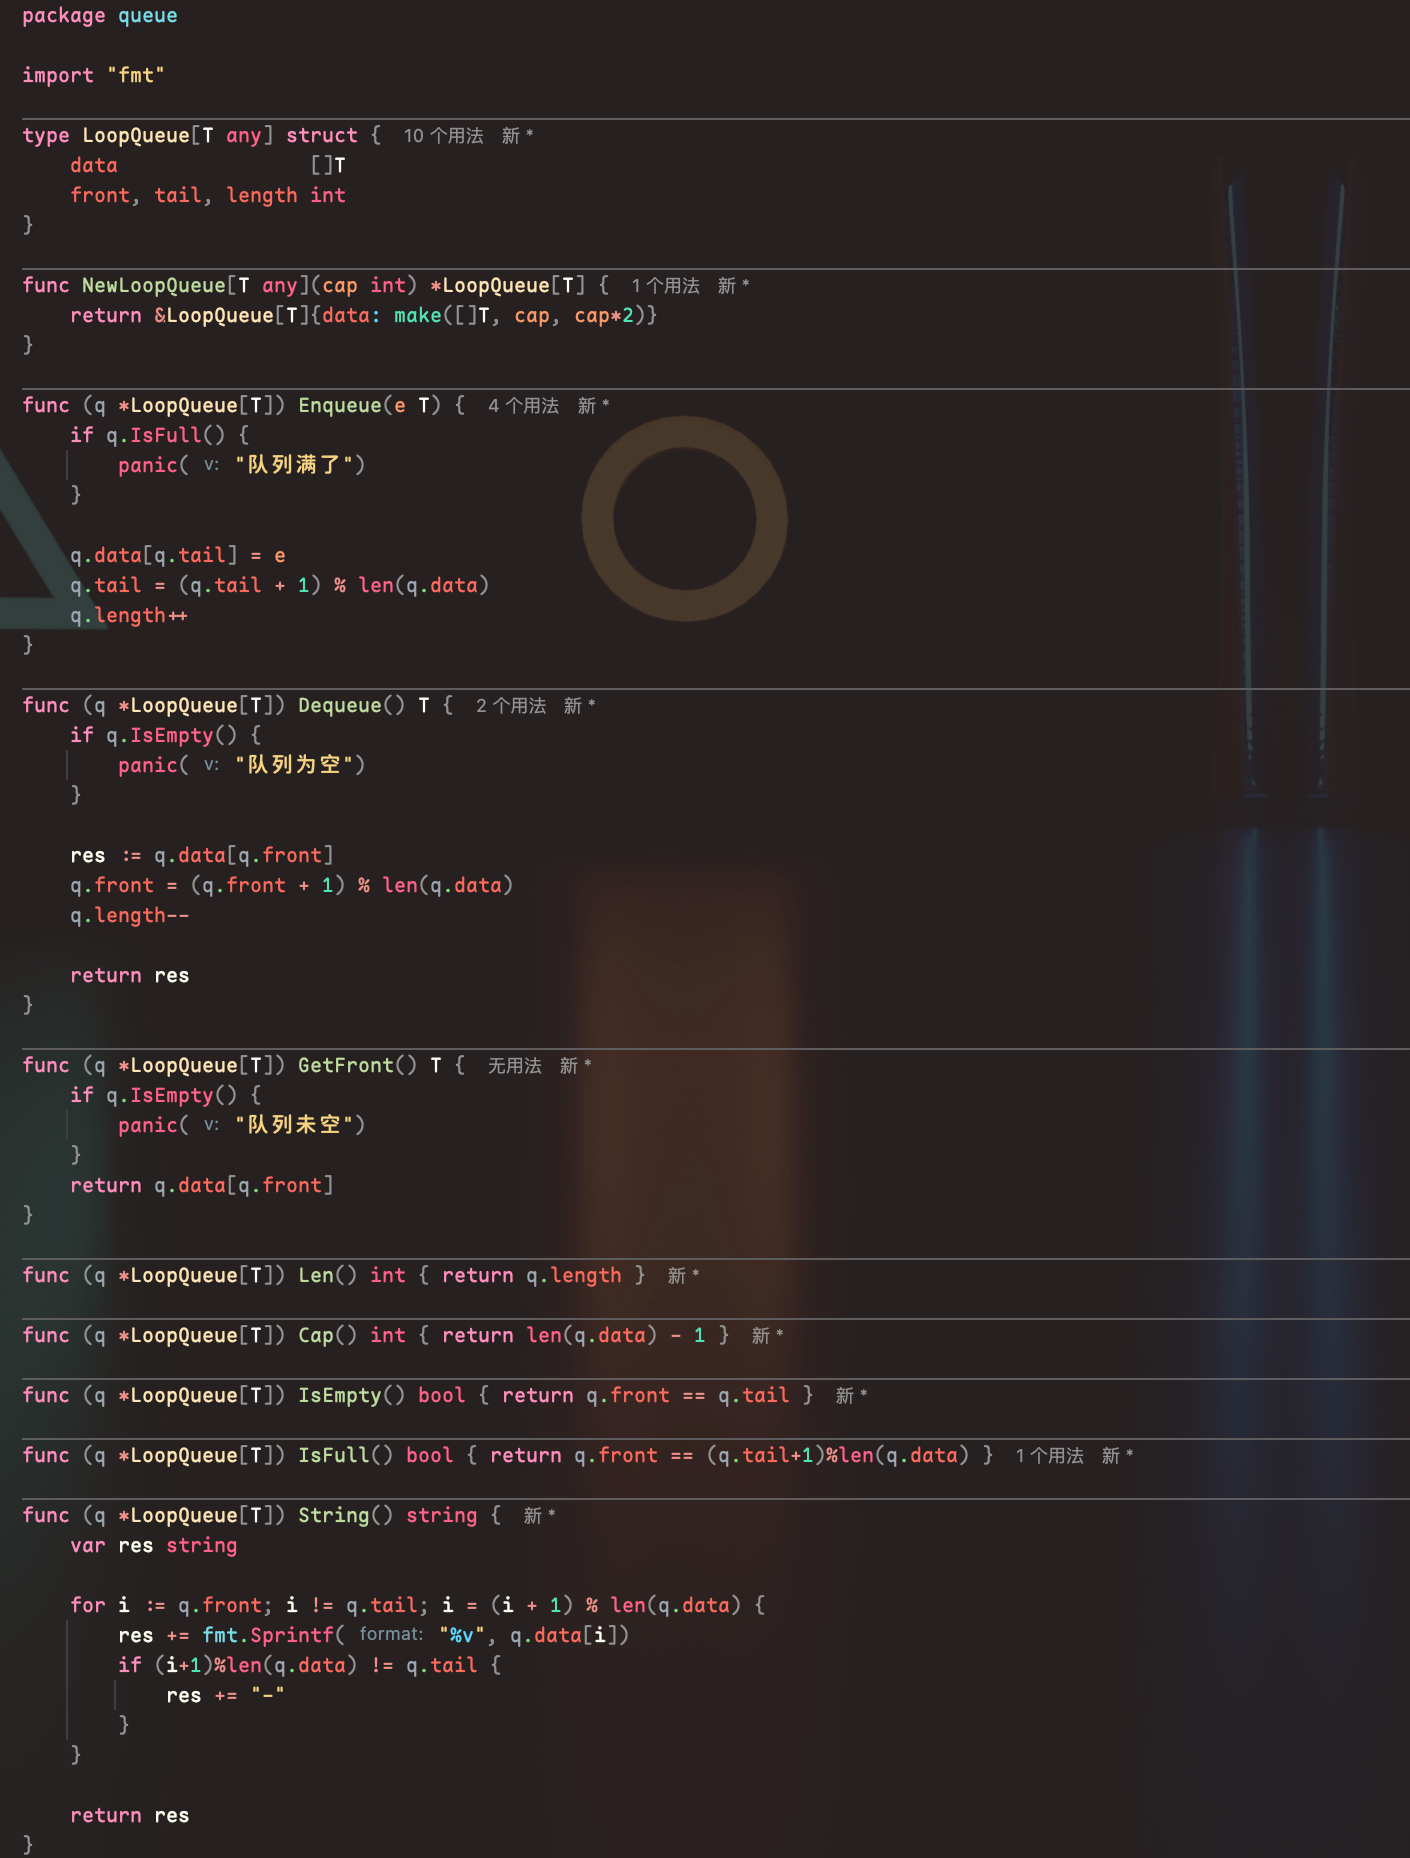 package queue
import "fmt"
type LoopQueue[T any] struct { 10 个用法 新 *
    data                []T
    front, tail, length int
}
func NewLoopQueue[T any](cap int) *LoopQueue[T] { 1 个用法 新 *
    return &LoopQueue[T]{data: make([]T, cap, cap*2)}
}
func (q *LoopQueue[T]) Enqueue(e T) { 4 个用法 新 *
    if q.IsFull() {
        panic( v: "队列满了")
    }
    q.data[q.tail] = e
    q.tail = (q.tail + 1) % len(q.data)
    q.length++
}
func (q *LoopQueue[T]) Dequeue() T { 2 个用法 新 *
    if q.IsEmpty() {
        panic( v: "队列为空")
    }
    res := q.data[q.front]
    q.front = (q.front + 1) % len(q.data)
    q.length--
    return res
}
func (q *LoopQueue[T]) GetFront() T { 无用法 新 *
    if q.IsEmpty() {
        panic( v: "队列未空")
    }
    return q.data[q.front]
}
func (q *LoopQueue[T]) Len() int { return q.length } 新 *
func (q *LoopQueue[T]) Cap() int { return len(q.data) - 1 } 新 *
func (q *LoopQueue[T]) IsEmpty() bool { return q.front == q.tail } 新 *
func (q *LoopQueue[T]) IsFull() bool { return q.front == (q.tail+1)%len(q.data) } 1 个用法 新 *
func (q *LoopQueue[T]) String() string { 新 *
    var res string
    for i := q.front; i != q.tail; i = (i + 1) % len(q.data) {
        res += fmt.Sprintf( format: "%v", q.data[i])
        if (i+1)%len(q.data) != q.tail {
            res += "-"
        }
    }
    return res
}